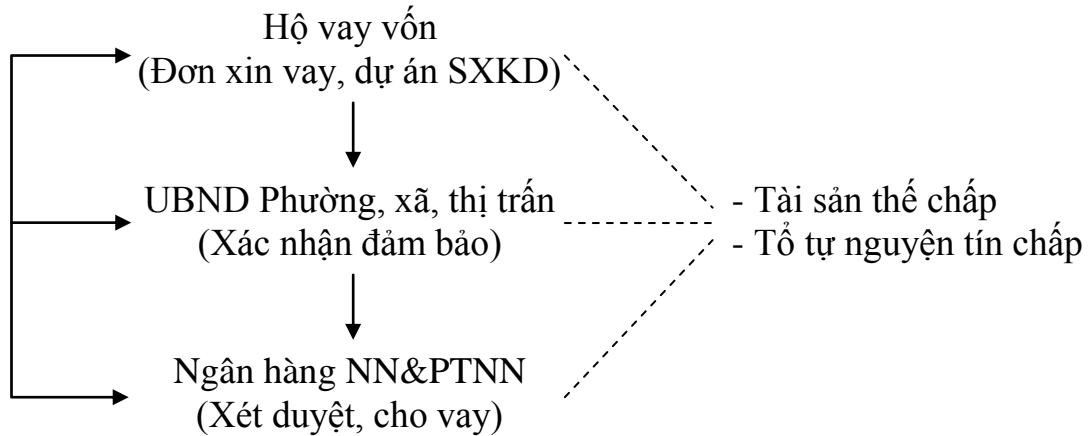 Hộ vay vốn
(Đơn xin vay, dự án SXKD)
UBND Phường, xã, thị trấn
(Xác nhận đảm bảo)
- Tài sản thế chấp
- Tổ tự nguyện tín chấp
Ngân hàng NN&PTNN
(Xét duyệt, cho vay)